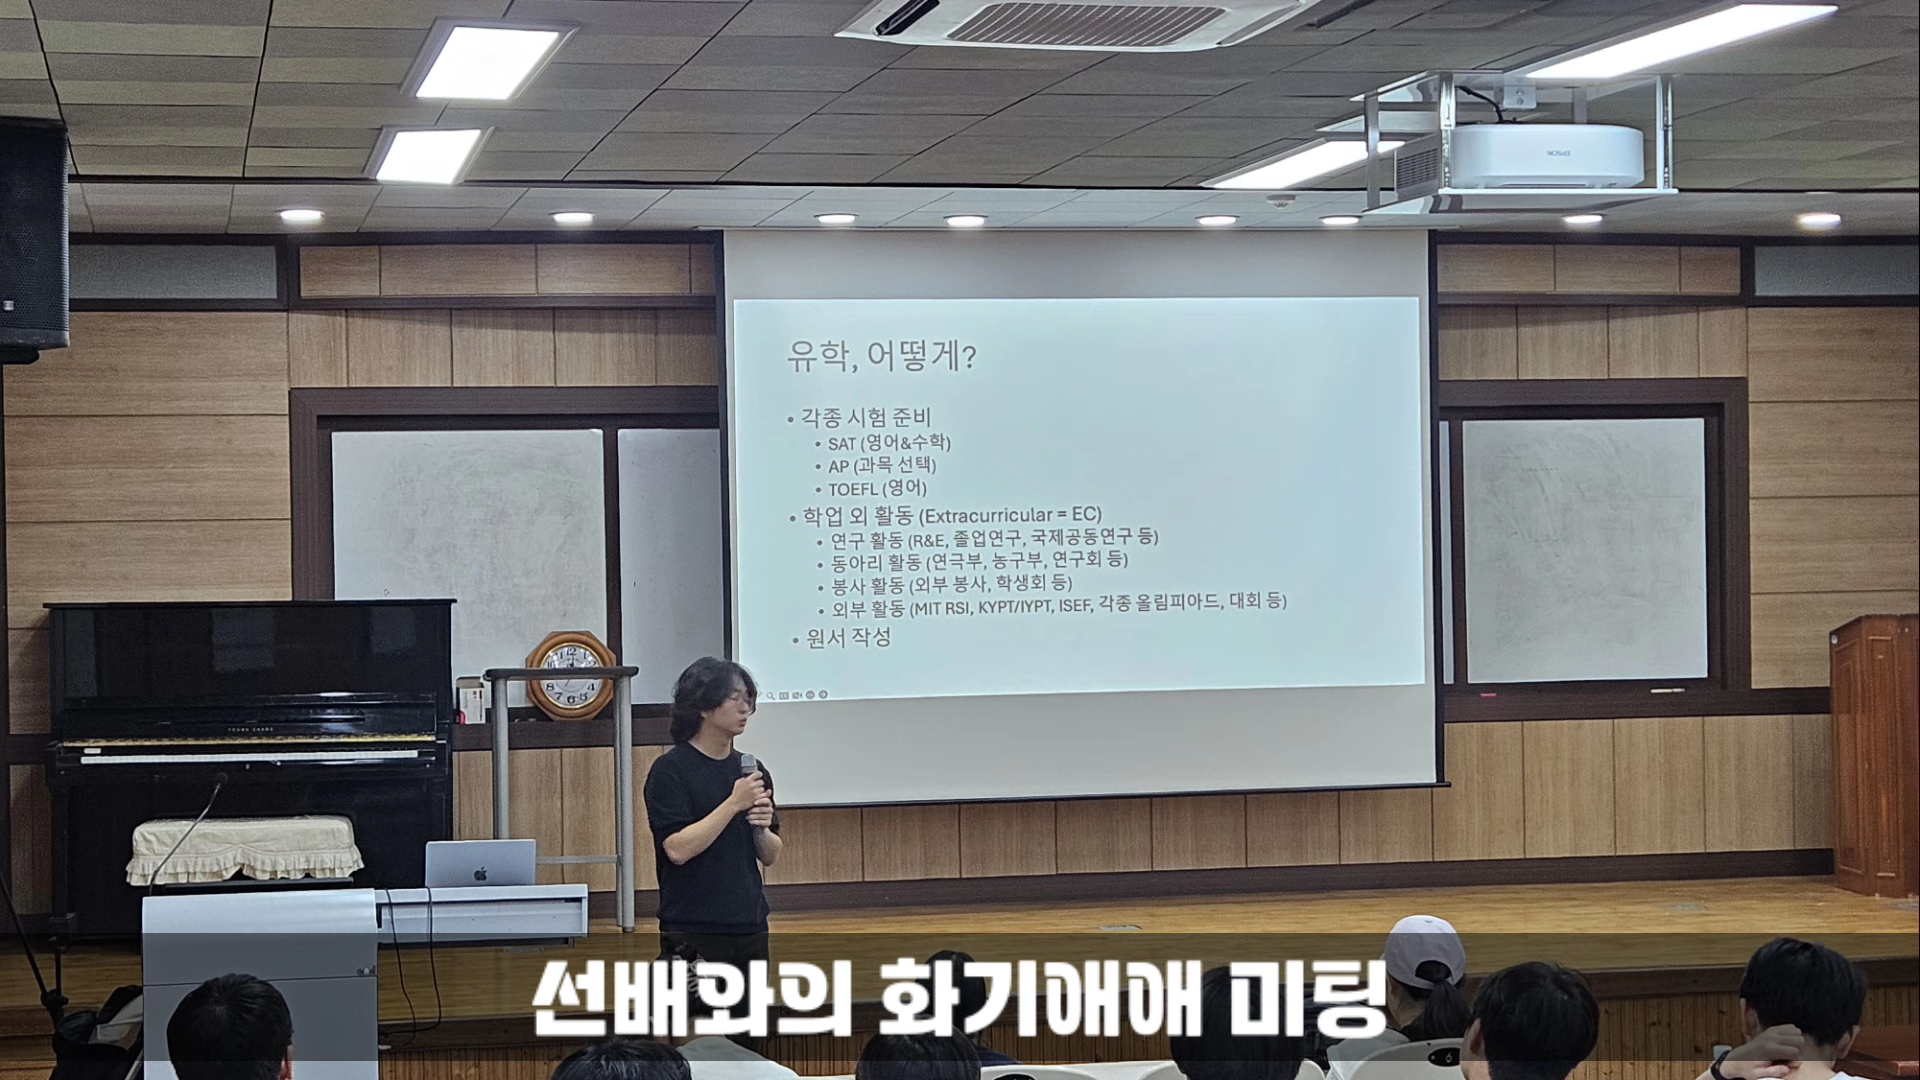 EPSON
유학, 어떻게?
• 각종 시험 준비
• SAT (영어&수학)
• AP (과목 선택)
• TOEFL (영어)
• 학업 외 활동 (Extracurricular = EC)
• 연구 활동 (R&E, 졸업연구, 국제공동연구 등)
• 동아리 활동 (연극부, 농구부, 연구회 등)
• 봉사 활동 (외부 봉사, 학생회 등)
• 외부 활동 (MIT RSI, KYPT/IYPT, ISEF, 각종 올림피아드, 대회 등)
• 원서 작성
YOUNG CHANG
선배와의 화기애애 미팅